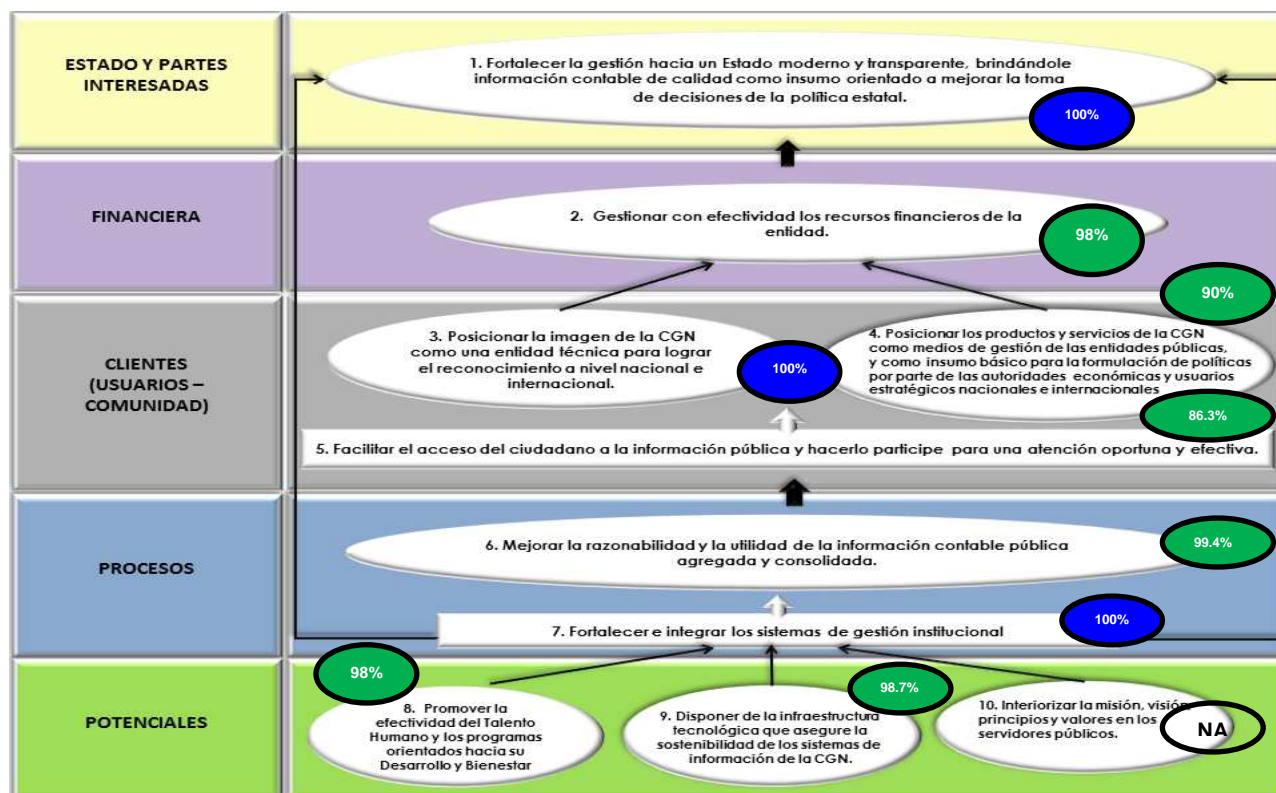 ESTADO Y PARTES
INTERESADAS
1. Fortalecer la gestión hacia un Estado moderno y transparente, brindándole
información contable de calidad como insumo orientado a mejorar la toma
de decisiones de la política estatal.
100%
FINANCIERA
2. Gestionar con efectividad los recursos financieros de la
entidad.
98%
CLIENTES
(USUARIOS –
COMUNIDAD)
3. Posicionar la imagen de la CGN
como una entidad técnica para lograr
el reconocimiento a nivel nacional e
internacional.
100%
90%
4. Posicionar los productos y servicios de la CGN
como medios de gestión de las entidades públicas,
y como insumo básico para la formulación de políticas
por parte de las autoridades económicas y usuarios
estratégicos nacionales e internacionales
86.3%
5. Facilitar el acceso del ciudadano a la información pública y hacerlo participe para una atención oportuna y efectiva.
PROCESOS
6. Mejorar la razonabilidad y la utilidad de la información contable pública
agregada y consolidada.
99.4%
7. Fortalecer e integrar los sistemas de gestión institucional
100%
POTENCIALES
98%
8. Promover la
efectividad del Talento
Humano y los programas
orientados hacia su
Desarrollo y Bienestar
98.7%
9. Disponer de la infraestructura
tecnológica que asegure la
sostenibilidad de los sistemas de
información de la CGN.
10. Interiorizar la misión, visión,
principios y valores en los
servidores públicos.
NA